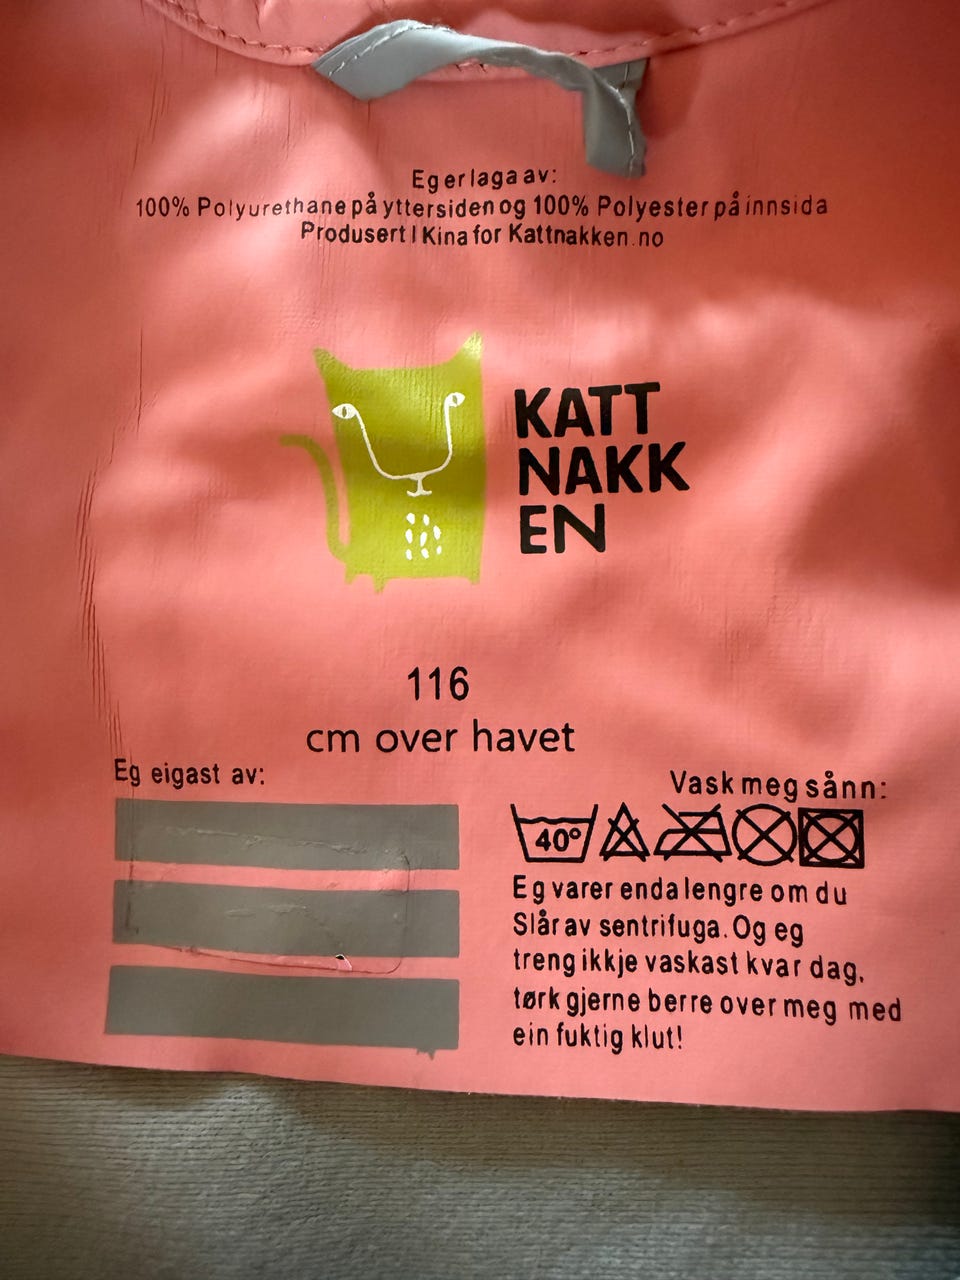 Eg er laga av:
100% Polyurethane på yttersiden og 100% Polyester på innsida
Produsert I Kina for Kattnakken.no
KATT
NAKK
EN
116
cm over havet
Eg eigast av:
Vask meg sånn:
40°
Eg varer enda lengre om du
Slår av sentrifuga. Og eg
treng ikkje vaskast kvar dag,
tørk gjerne berre over meg med
ein fuktig klut!